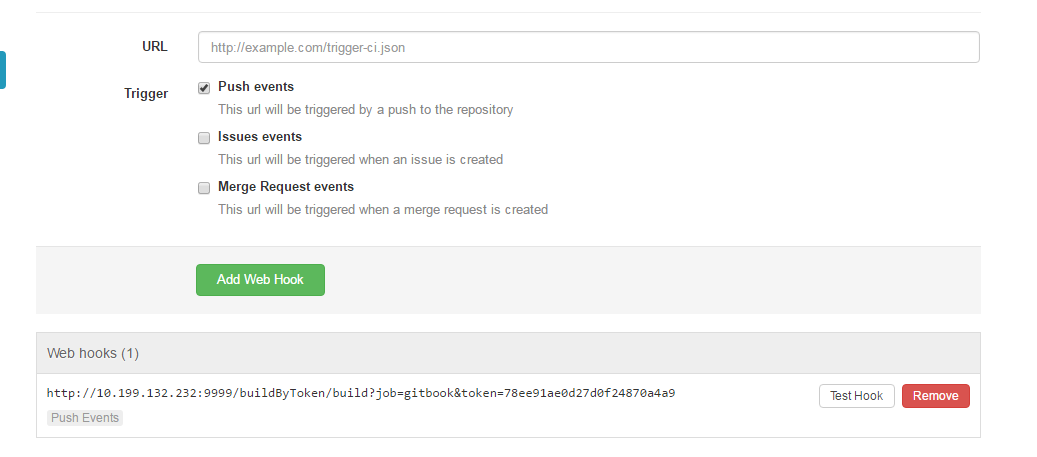 URL
http://example.com/trigger-ci.json
Trigger
Push events
This url will be triggered by a push to the repository
Issues events
This url will be triggered when an issue is created
Merge Request events
This url will be triggered when a merge request is created
Add Web Hook
Web hooks (1)
http://10.199.132.232:9999/buildByToken/build?job=gitbook&token=78ee91ae0d27d0f24870a4a9
Test Hook
Remove
Push Events